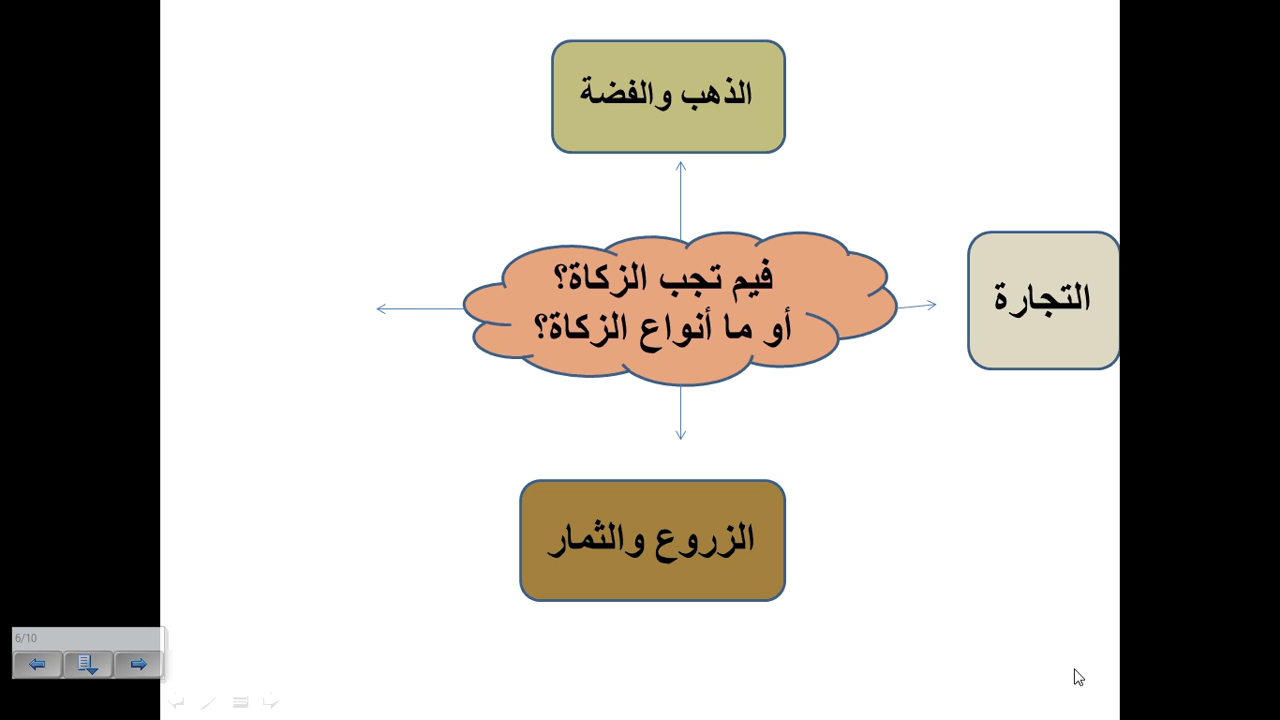 الذهب والفضة
فيم تجب الزكاة؟
أو ما أنواع الزكاة؟
التجارة
الزروع والثمار
6/10